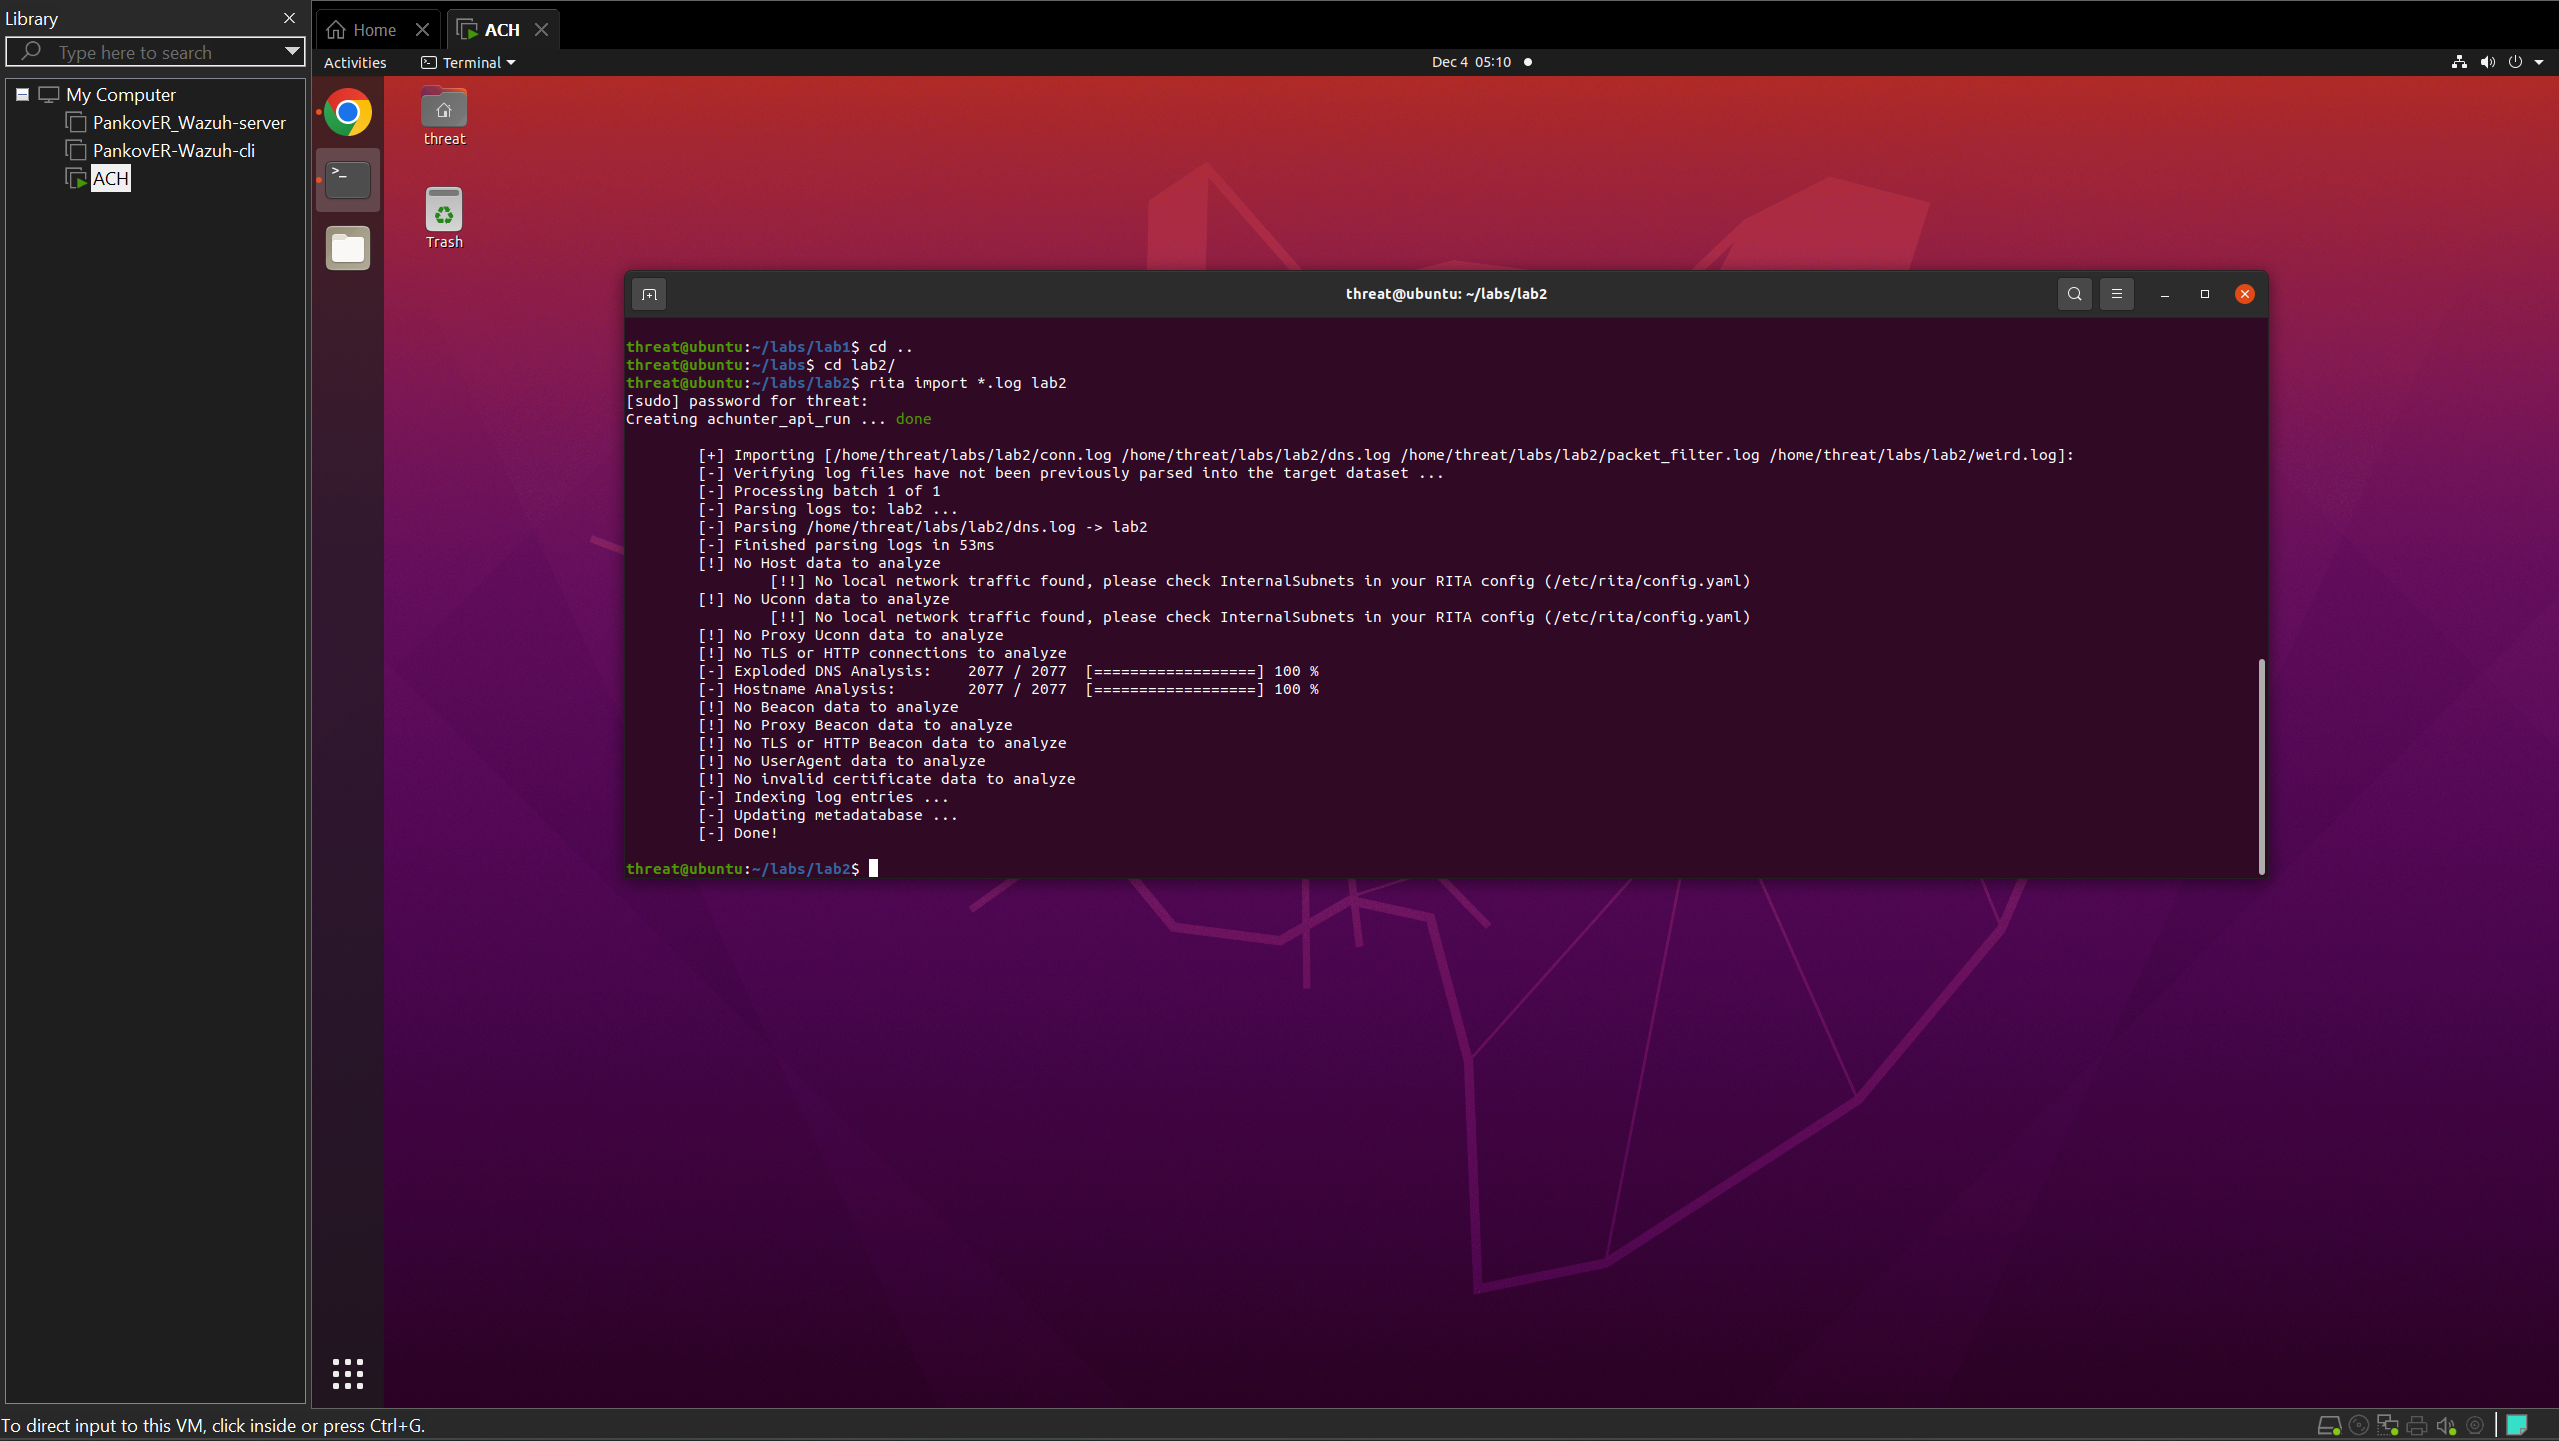 Library
Type here to search
My Computer
PankovER_Wazuh-server
PankovER-Wazuh-cli
ACH
Home
ACH
Activities
Terminal
Dec 4 05:10
threat
Trash
threat@ubuntu: ~/labs/lab2
threat@ubuntu:~/labs/lab1$ cd ..
threat@ubuntu:~/labs$ cd lab2/
threat@ubuntu:~/labs/lab2$ rita import *.log lab2
[sudo] password for threat:
Creating achunter_api_run ... done
[+] Importing [/home/threat/labs/lab2/conn.log /home/threat/labs/lab2/dns.log /home/threat/labs/lab2/packet_filter.log /home/threat/labs/lab2/weird.log]:
[-] Verifying log files have not been previously parsed into the target dataset ...
[-] Processing batch 1 of 1
[-] Parsing logs to: lab2 ...
[-] Parsing /home/threat/labs/lab2/dns.log -> lab2
[-] Finished parsing logs in 53ms
[!] No Host data to analyze
[!!] No local network traffic found, please check InternalSubnets in your RITA config (/etc/rita/config.yaml)
[!] No Uconn data to analyze
[!!] No local network traffic found, please check InternalSubnets in your RITA config (/etc/rita/config.yaml)
[!] No Proxy Uconn data to analyze
[!] No TLS or HTTP connections to analyze
[-] Exploded DNS Analysis: 2077 / 2077 [==================] 100 %
[-] Hostname Analysis: 2077 / 2077 [==================] 100 %
[!] No Beacon data to analyze
[!] No Proxy Beacon data to analyze
[!] No TLS or HTTP Beacon data to analyze
[!] No UserAgent data to analyze
[!] No invalid certificate data to analyze
[-] Indexing log entries ...
[-] Updating metadatabase ...
[-] Done!
threat@ubuntu:~/labs/lab2$
To direct input to this VM, click inside or press Ctrl+G.